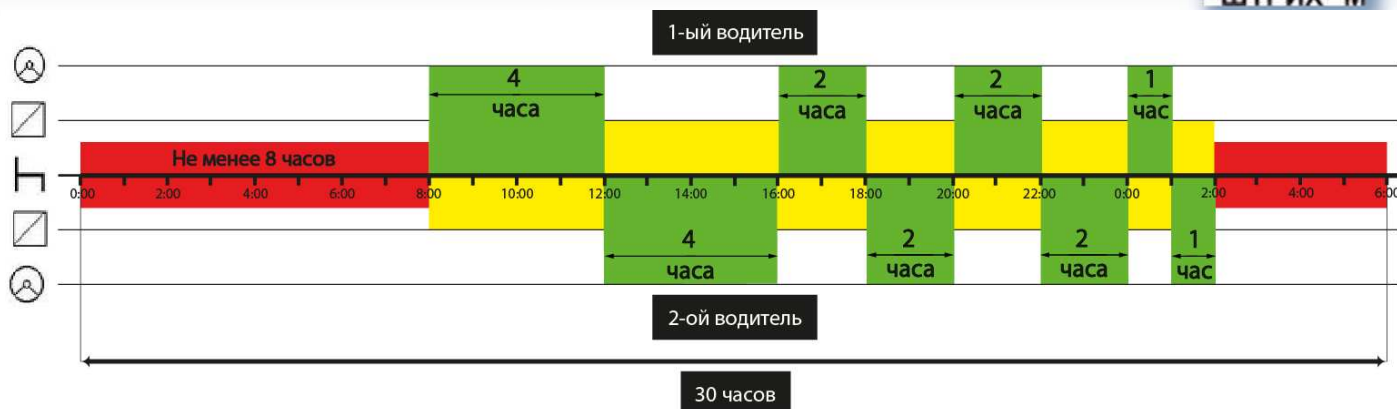 ШТРИХ-М
1-ый водитель
4
часа
2
часа
2
часа
1
час
Не менее 8 часов
0:00 2:00 4:00 6:00 8:00 10:00 12:00 14:00 16:00 18:00 20:00 22:00 0:00 2:00 4:00 6:00
4
часа
2
часа
2
часа
1
час
2-ой водитель
30 часов